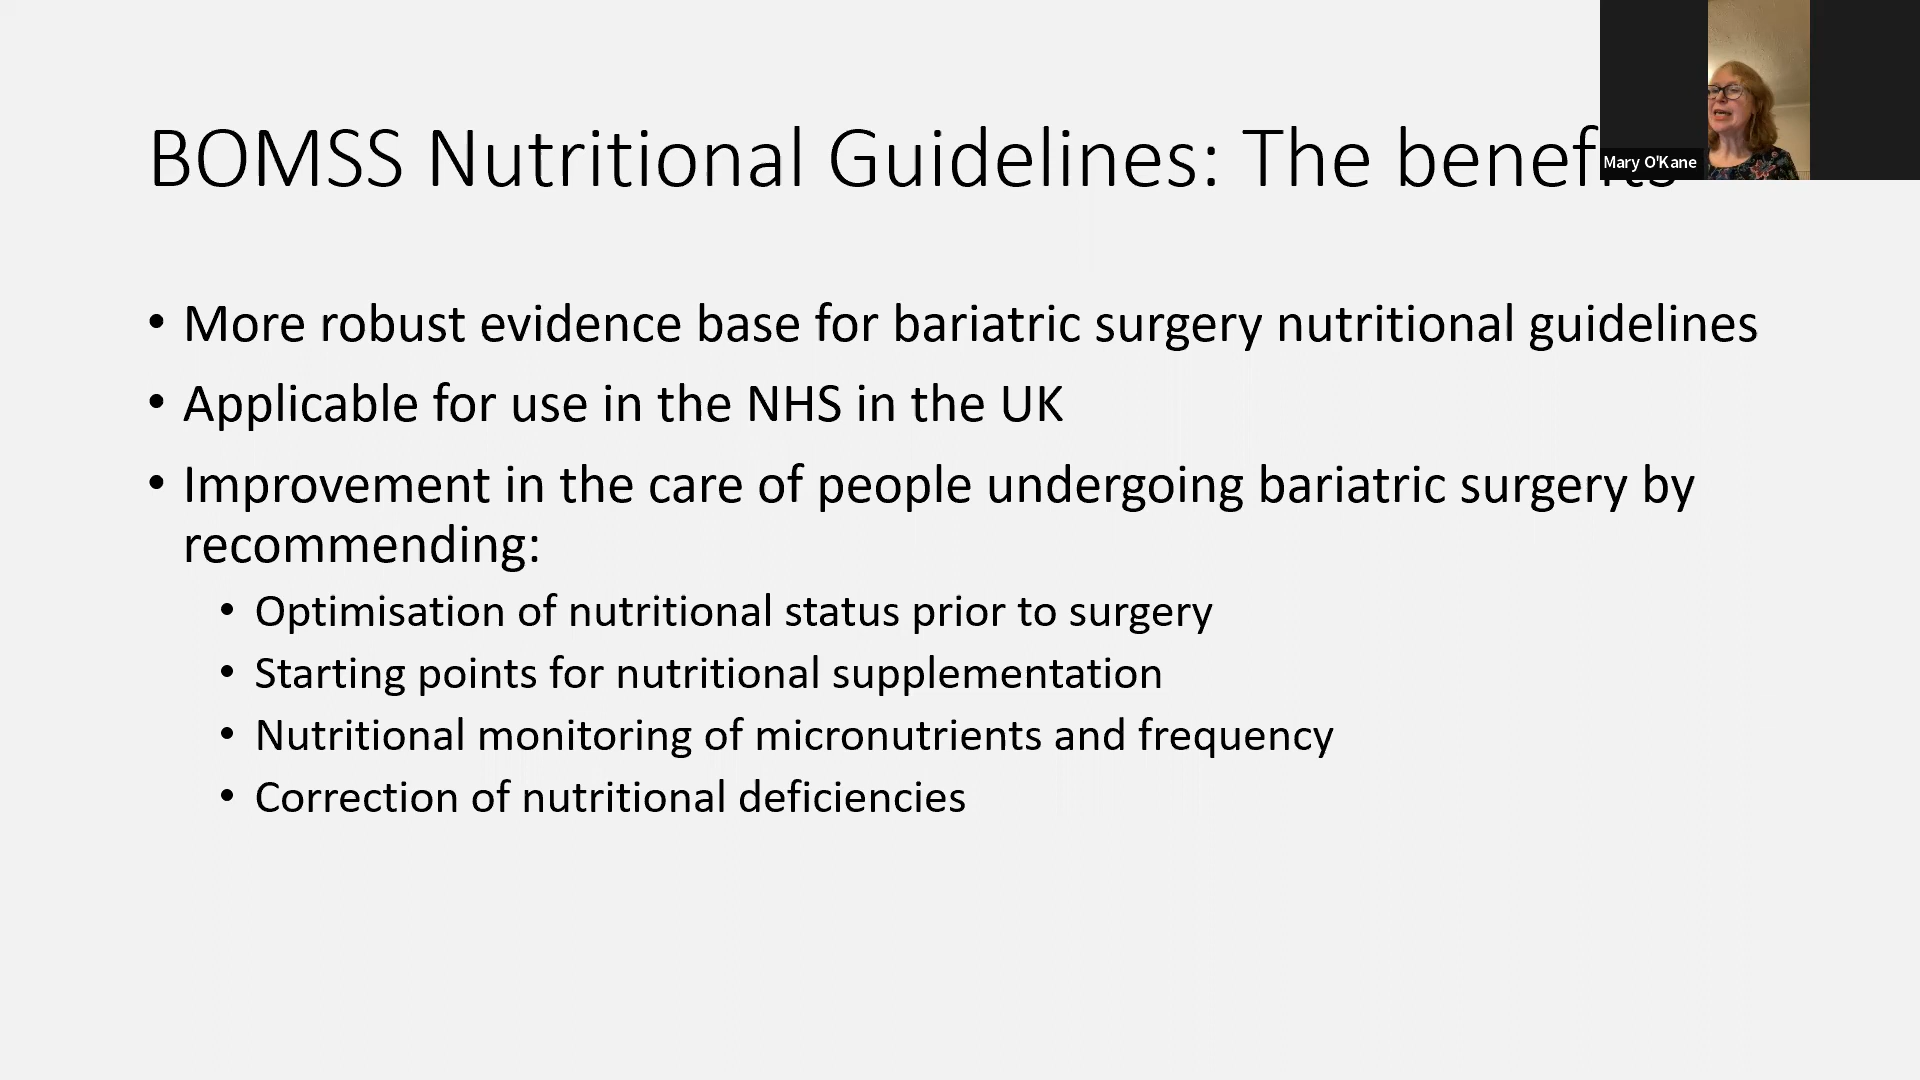 BOMSS Nutritional Guidelines: The benefits
Mary O'Kane
• More robust evidence base for bariatric surgery nutritional guidelines
• Applicable for use in the NHS in the UK
• Improvement in the care of people undergoing bariatric surgery by
recommending:
• Optimisation of nutritional status prior to surgery
• Starting points for nutritional supplementation
• Nutritional monitoring of micronutrients and frequency
• Correction of nutritional deficiencies